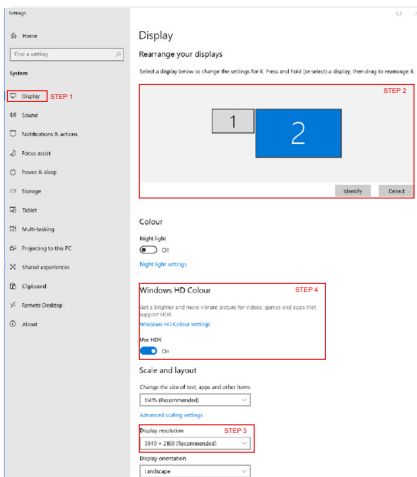 Settings
Home
Find a setting
System
Display STEP 1
Sound
Notifications & actions
Focus assist
Power & sleep
Storage
Tablet
Multi-tasking
Projecting to this PC
Shared experiences
Clipboard
Remote Desktop
About
Display
Rearrange your displays
Select a display below to change the settings for it. Press and hold (or select) a display, then drag to rearrange it.
STEP 2
1
2
Identify Detect
Colour
Night light
Off
Night light settings
Windows HD Colour STEP 4
Get a brighter and more vibrant picture for videos, games and apps that
support HDR.
Windows HD Colour settings
Use HDR
On
Scale and layout
Change the size of text, apps and other items
150% (Recommended)
Advanced scaling settings
Display resolution STEP 3
3840 × 2160 (Recommended)
Display orientation
Landscape